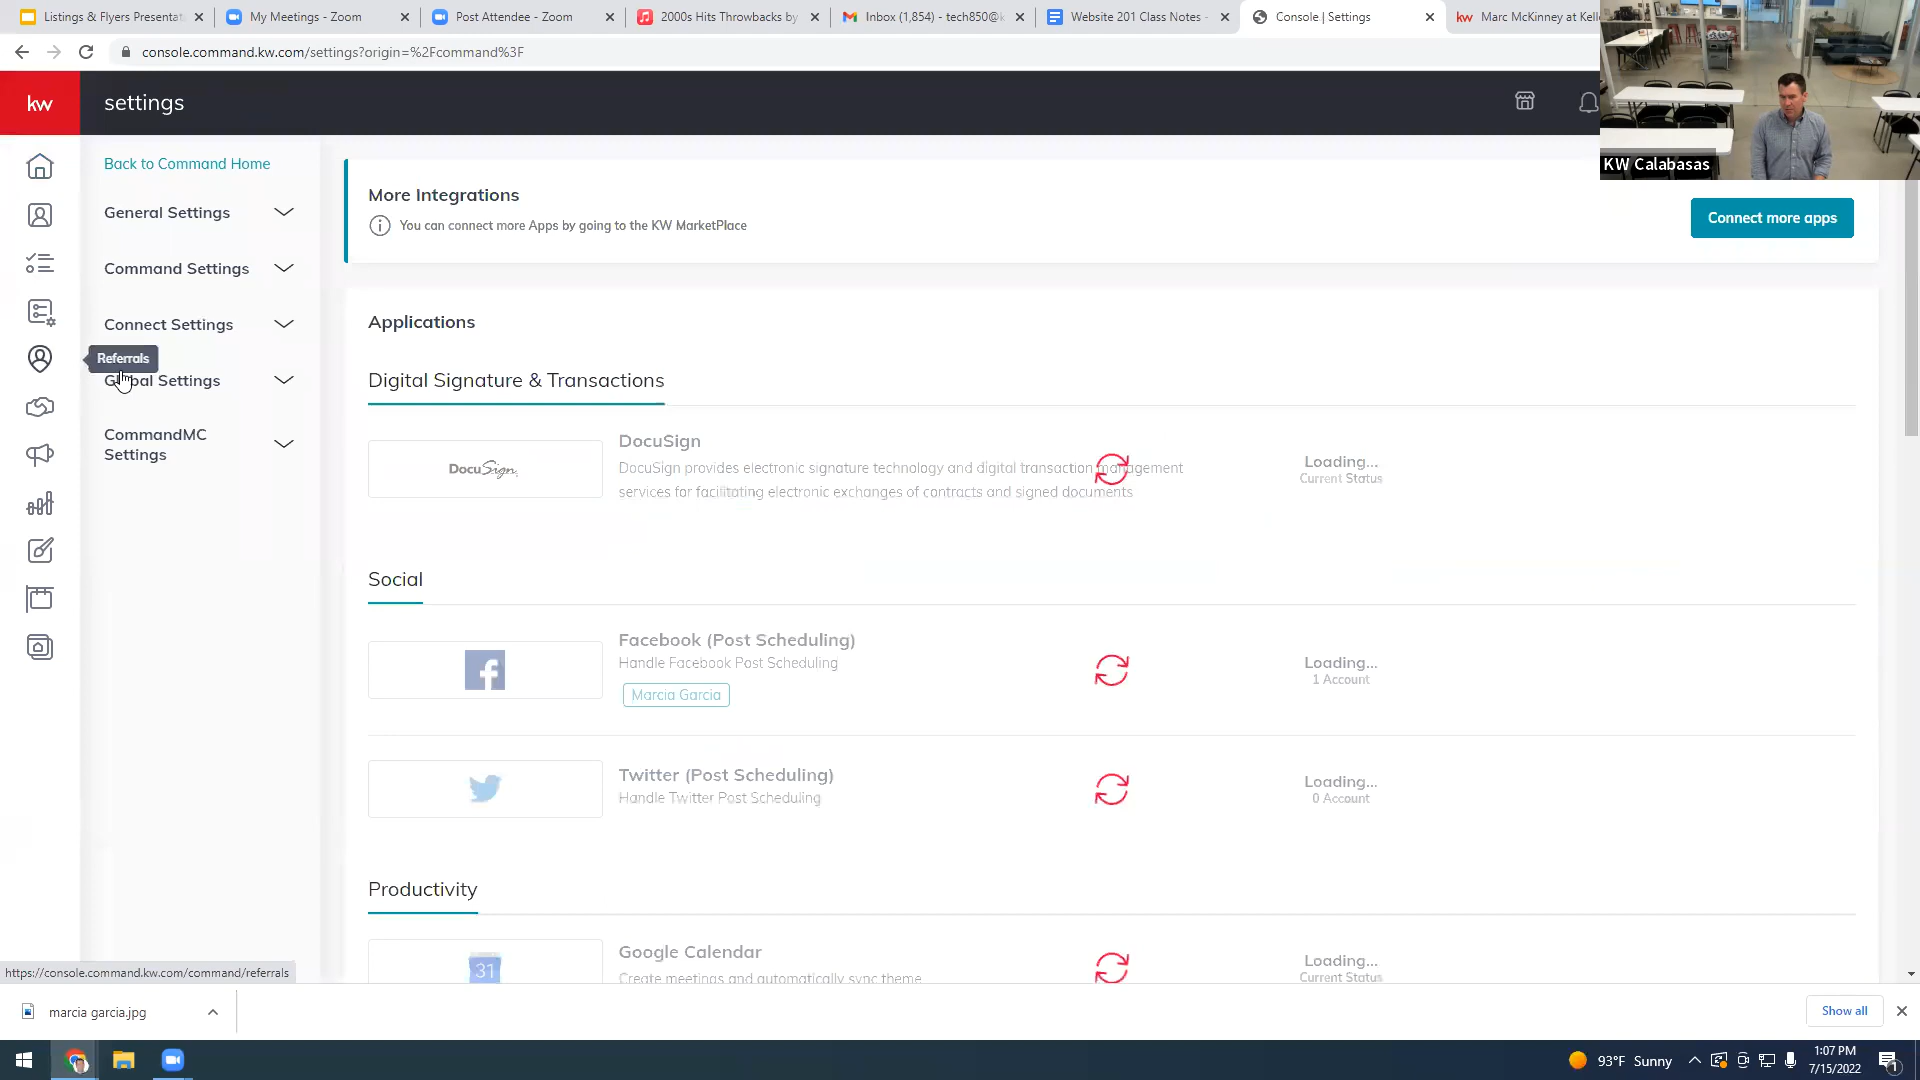 Listings & Flyers Presentat
My Meetings - Zoom
Post Attendee - Zoom
2000s Hits Throwbacks by
Inbox (1,854) - tech850@k
Website 201 Class Notes -
Console | Settings
kw Marc McKinney at Kell
console.command.kw.com/settings?origin=%2Fcommand%3F
kw
settings
KW Calabasas
Back to Command Home
General Settings
Command Settings
Connect Settings
Referrals
Global Settings
CommandMC
Settings
More Integrations
You can connect more Apps by going to the KW MarketPlace
Connect more apps
Applications
Digital Signature & Transactions
DocuSign
DocuSign
DocuSign provides electronic signature technology and digital transaction management
services for facilitating electronic exchanges of contracts and signed documents
Loading...
Current Status
Social
Facebook (Post Scheduling)
Handle Facebook Post Scheduling
Marcia Garcia
Loading...
1 Account
Twitter (Post Scheduling)
Handle Twitter Post Scheduling
Loading...
0 Account
Productivity
31
Google Calendar
Create meetings and automatically sync theme
Loading...
Current Status
https://console.command.kw.com/command/referrals
marcia garcia.jpg
Show all
93°F Sunny
1:07 PM
7/15/2022
1